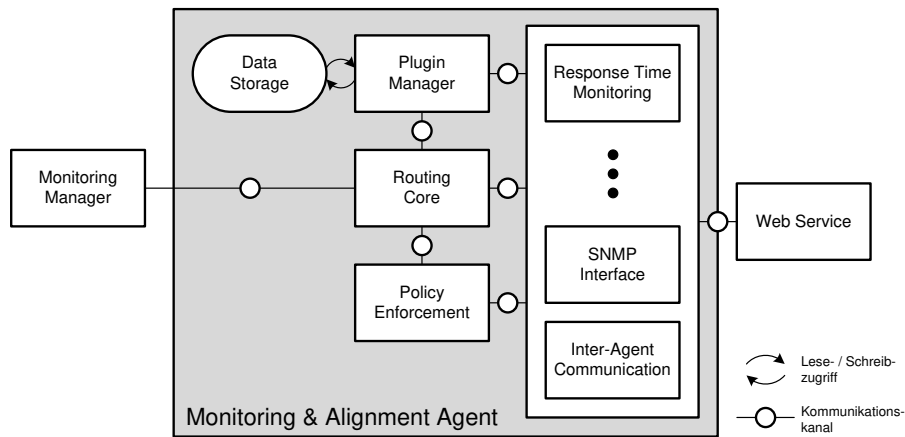 Data
Storage
Plugin
Manager
Response Time
Monitoring
Monitoring
Manager
Routing
Core
Web Service
SNMP
Interface
Policy
Enforcement
Inter-Agent
Communication
Lese- / Schreib-
zugriff
Monitoring & Alignment Agent
Kommunikations-
kanal